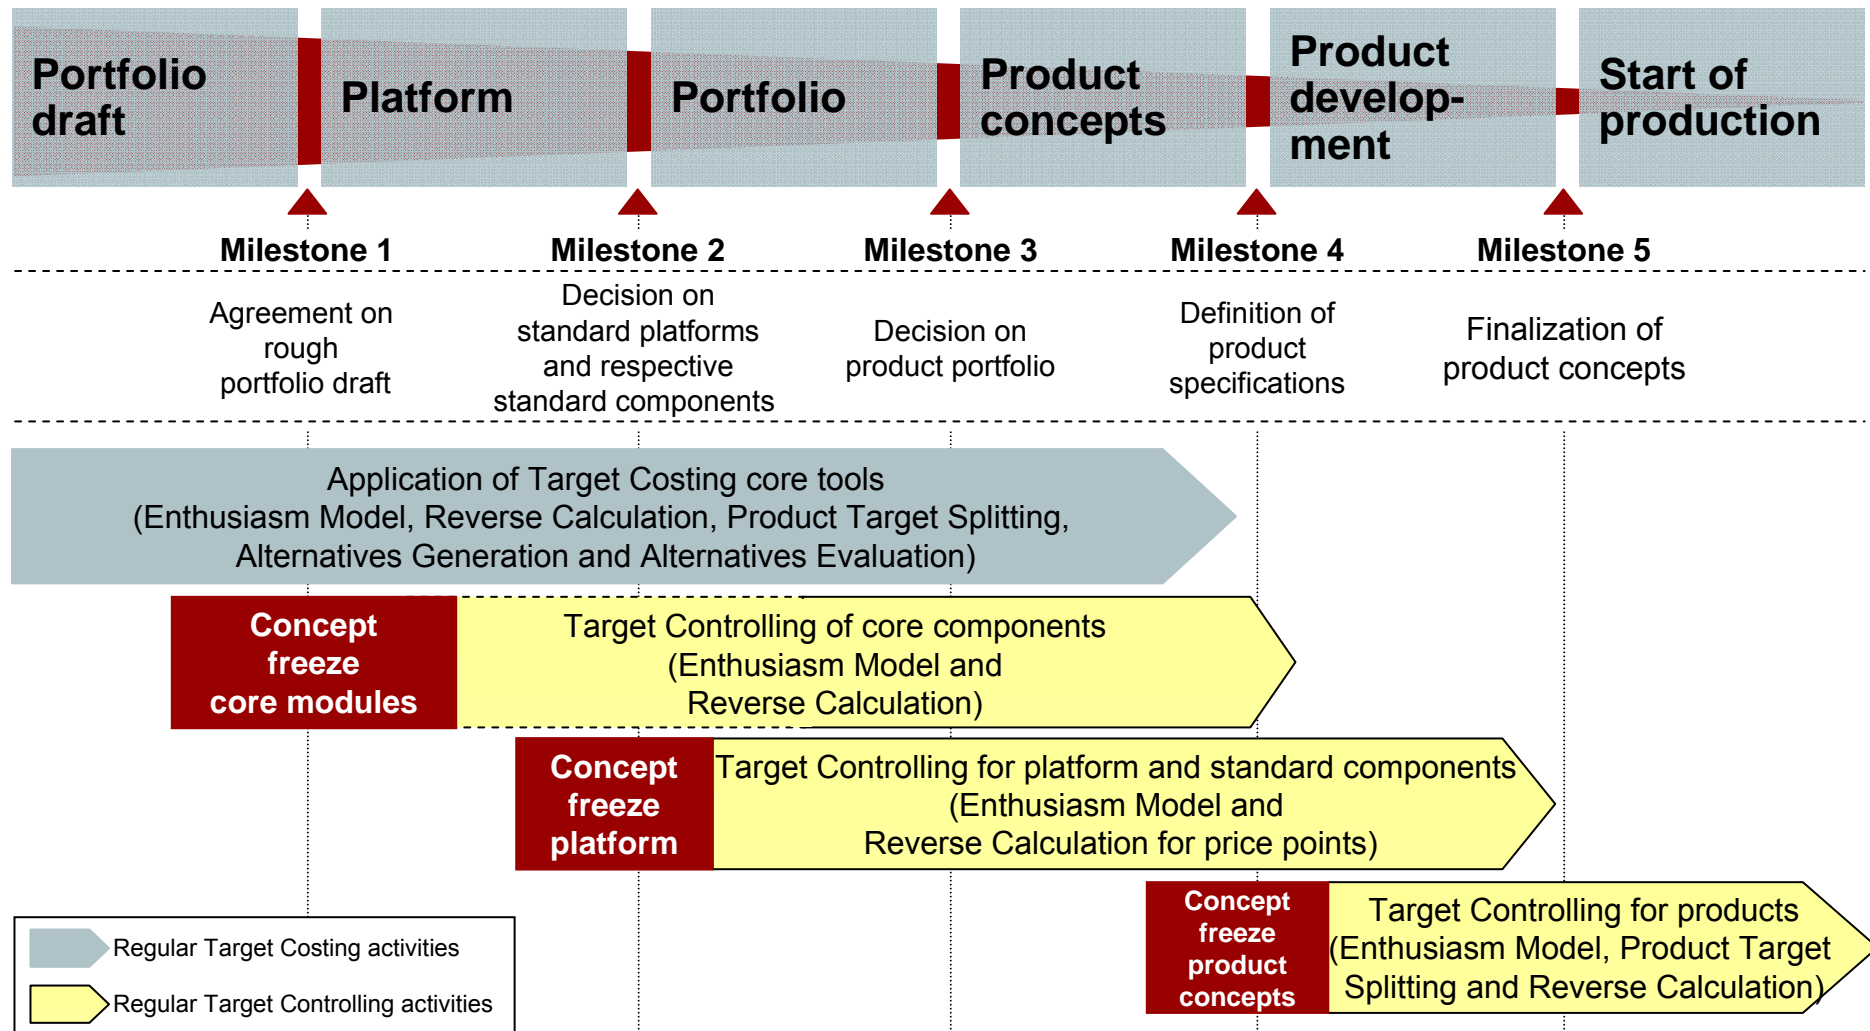 Portfolio
draft
Platform
Portfolio
Product
concepts
Product
develop-
ment
Start of
production
Milestone 1
Milestone 2
Milestone 3
Milestone 4
Milestone 5
Agreement on
rough
portfolio draft
Decision on
standard platforms
and respective
standard components
Decision on
product portfolio
Definition of
product
specifications
Finalization of
product concepts
Application of Target Costing core tools
(Enthusiasm Model, Reverse Calculation, Product Target Splitting,
Alternatives Generation and Alternatives Evaluation)
Concept
freeze
core modules
Target Controlling of core components
(Enthusiasm Model and
Reverse Calculation)
Concept
freeze
platform
Target Controlling for platform and standard components
(Enthusiasm Model and
Reverse Calculation for price points)
Concept
freeze
product
concepts
Target Controlling for products
(Enthusiasm Model, Product Target
Splitting and Reverse Calculation)
Regular Target Costing activities
Regular Target Controlling activities